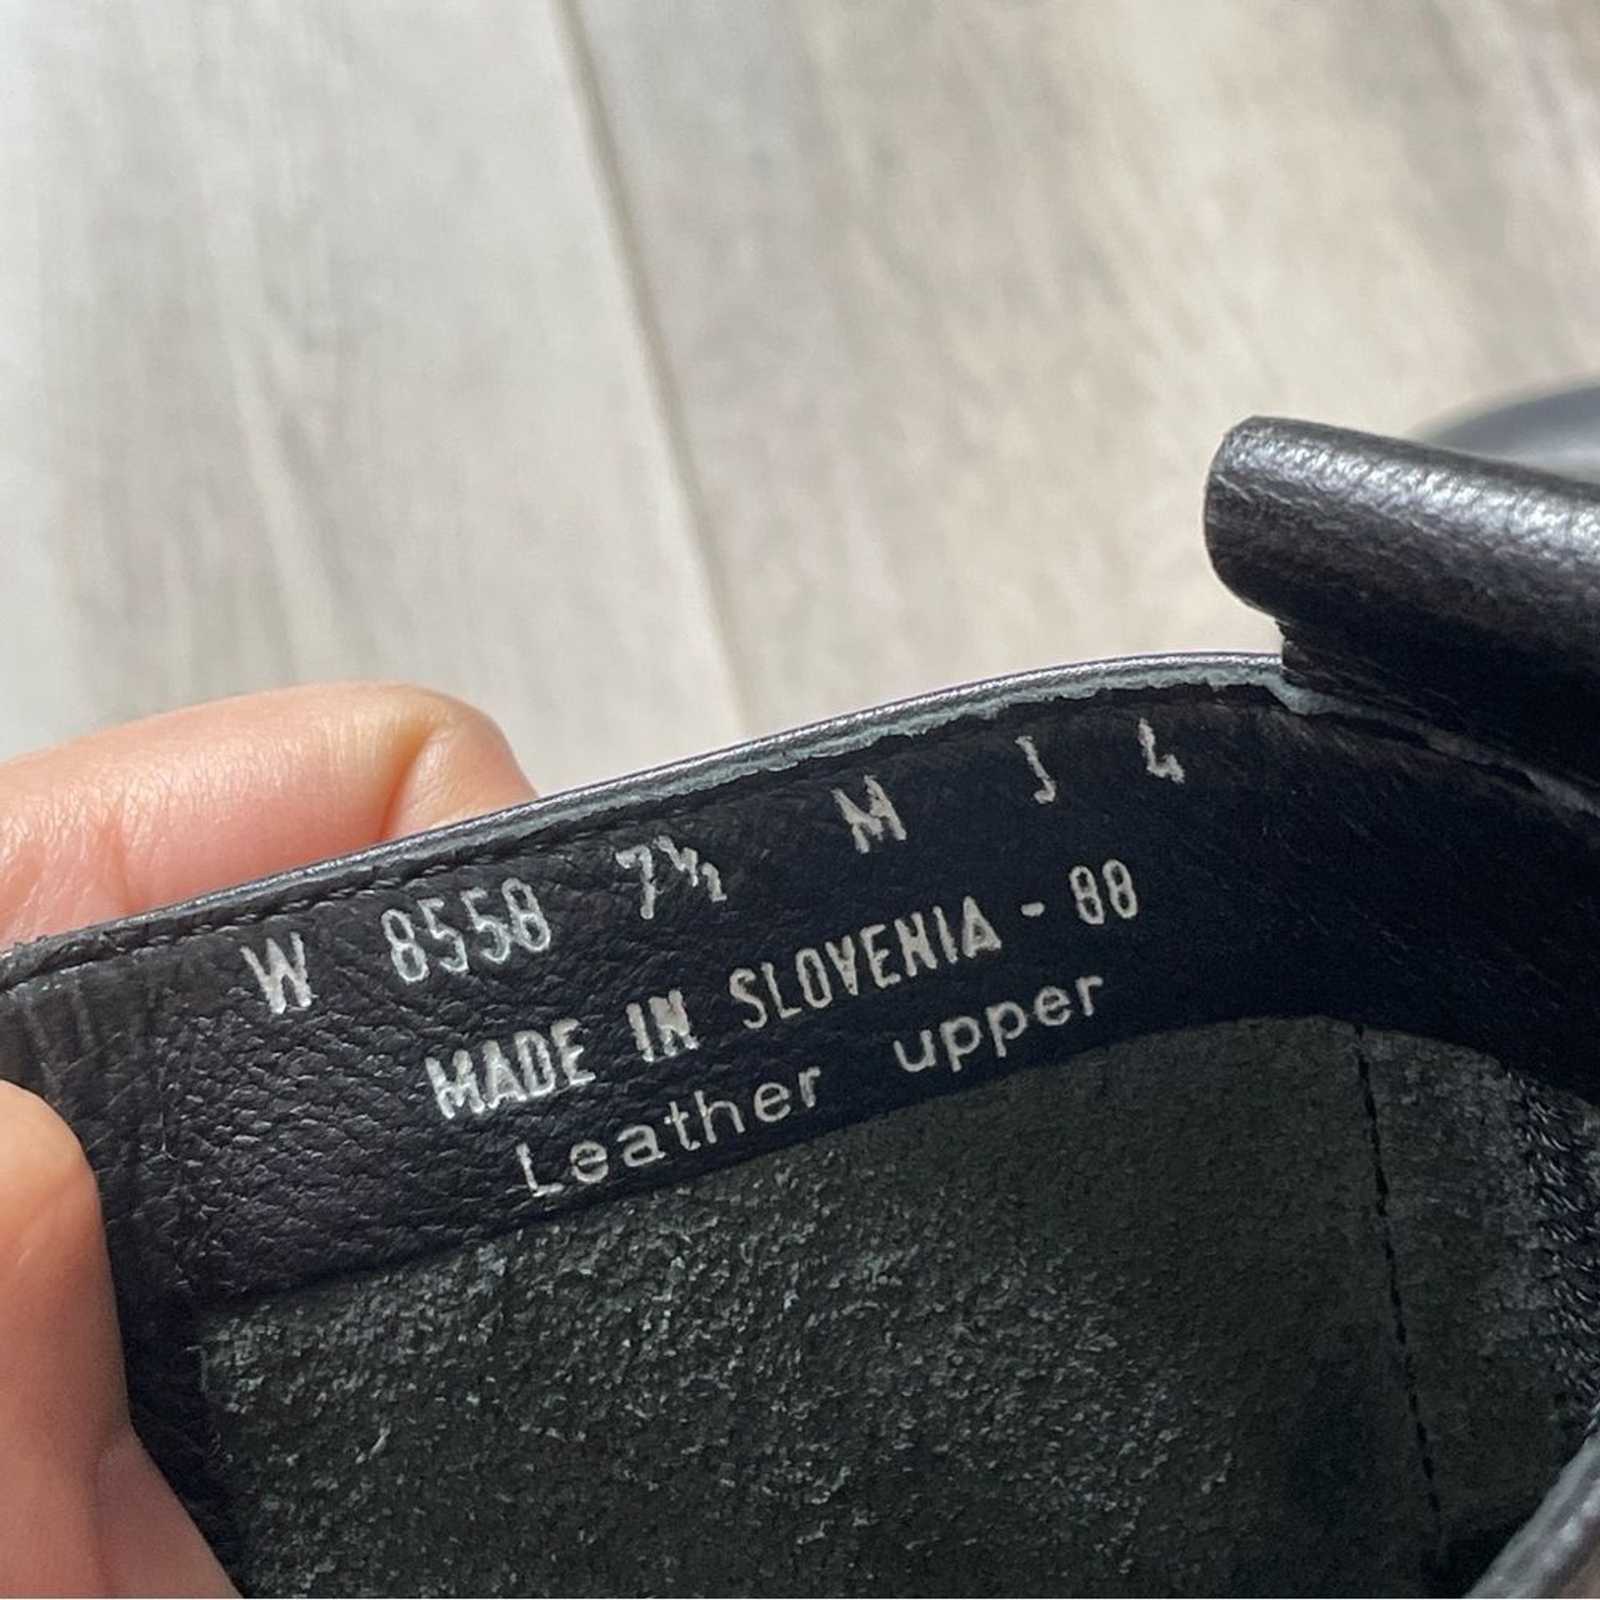 W 8558 7½ M J 4
MADE IN SLOVENIA - 88
Leather upper